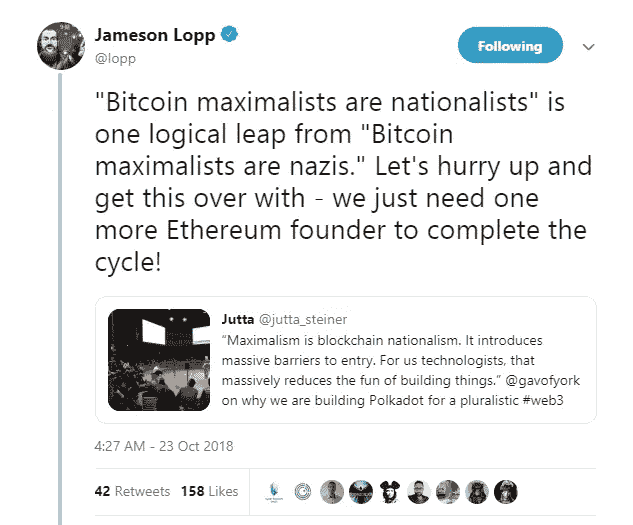 Jameson Lopp
@lopp
Following
"Bitcoin maximalists are nationalists" is
one logical leap from "Bitcoin
maximalists are nazis." Let's hurry up and
get this over with - we just need one
more Ethereum founder to complete the
cycle!
Jutta @jutta_steiner
“Maximalism is blockchain nationalism. It introduces
massive barriers to entry. For us technologists, that
massively reduces the fun of building things.” @gavofyork
on why we are building Polkadot for a pluralistic #web3
4:27 AM - 23 Oct 2018
42 Retweets 158 Likes